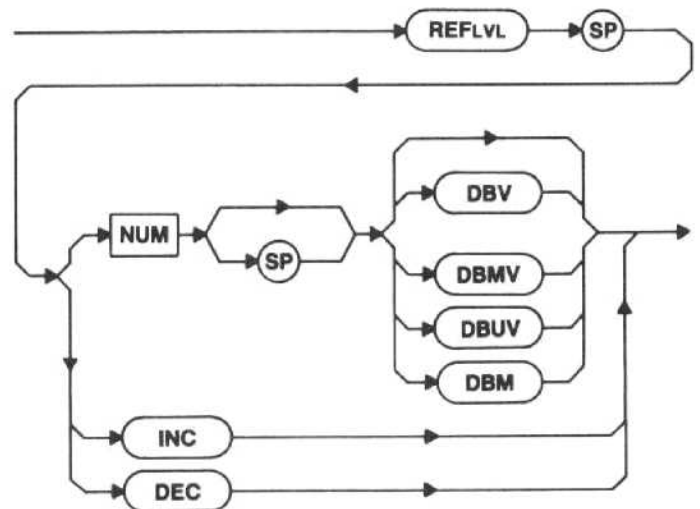 REFLVL SP
NUM
SP
DBV
DBMV
DBUV
DBM
INC
DEC